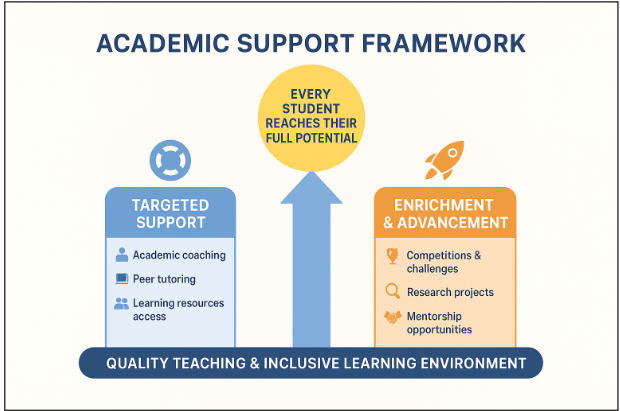 ACADEMIC SUPPORT FRAMEWORK
EVERY
STUDENT
REACHES THEIR
FULL POTENTIAL
TARGETED
SUPPORT
Academic coaching
Peer tutoring
Learning resources
access
ENRICHMENT
& ADVANCEMENT
Competitions &
challenges
Research projects
Mentorship
opportunities
QUALITY TEACHING & INCLUSIVE LEARNING ENVIRONMENT